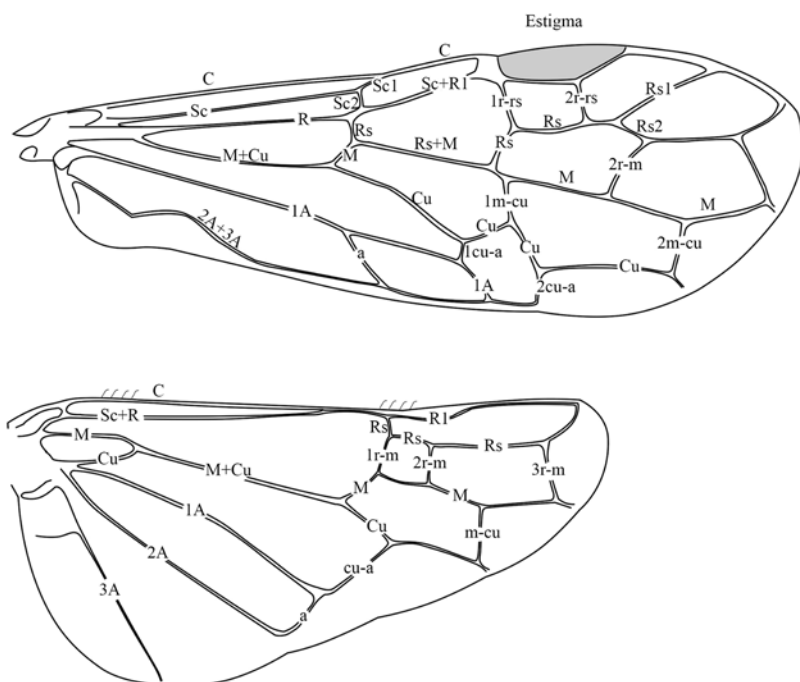 Estigma
C
C
Sc1
Sc+R1
Sc
Sc2
1r-rs
2r-rs
Rs1
R
Rs
Rs
Rs2
M+Cu
M
Rs+M
Rs
2r-m
M
1A
Cu
1m-cu
M
2A+3A
Cu
a
1cu-a
Cu
2m-cu
Cu
1A
2cu-a
C
Sc+R
R1
Rs
M
Rs
Rs
Cu
1r-m
2r-m
3r-m
M+Cu
M
M
1A
Cu
m-cu
2A
cu-a
3A
a